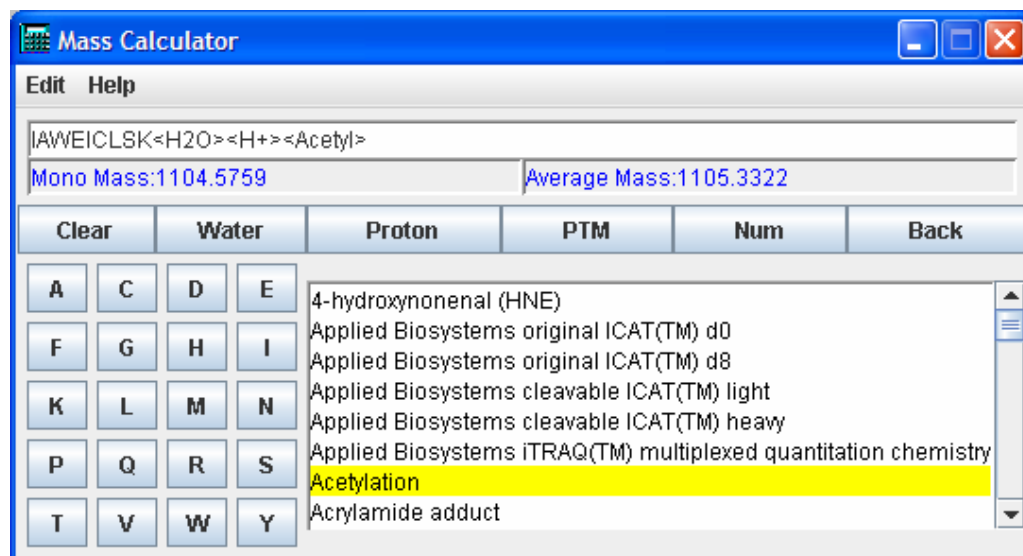 Mass Calculator
Edit Help
IAWEICLSK<H2O><H+><Acetyl>
Mono Mass:1104.5759 Average Mass:1105.3322
Clear Water Proton PTM Num Back
A C D E
F G H I
K L M N
P Q R S
T V W Y
4-hydroxynonenal (HNE)
Applied Biosystems original ICAT(TM) d0
Applied Biosystems original ICAT(TM) d8
Applied Biosystems cleavable ICAT(TM) light
Applied Biosystems cleavable ICAT(TM) heavy
Applied Biosystems iTRAQ(TM) multiplexed quantitation chemistry
Acetylation
Acrylamide adduct